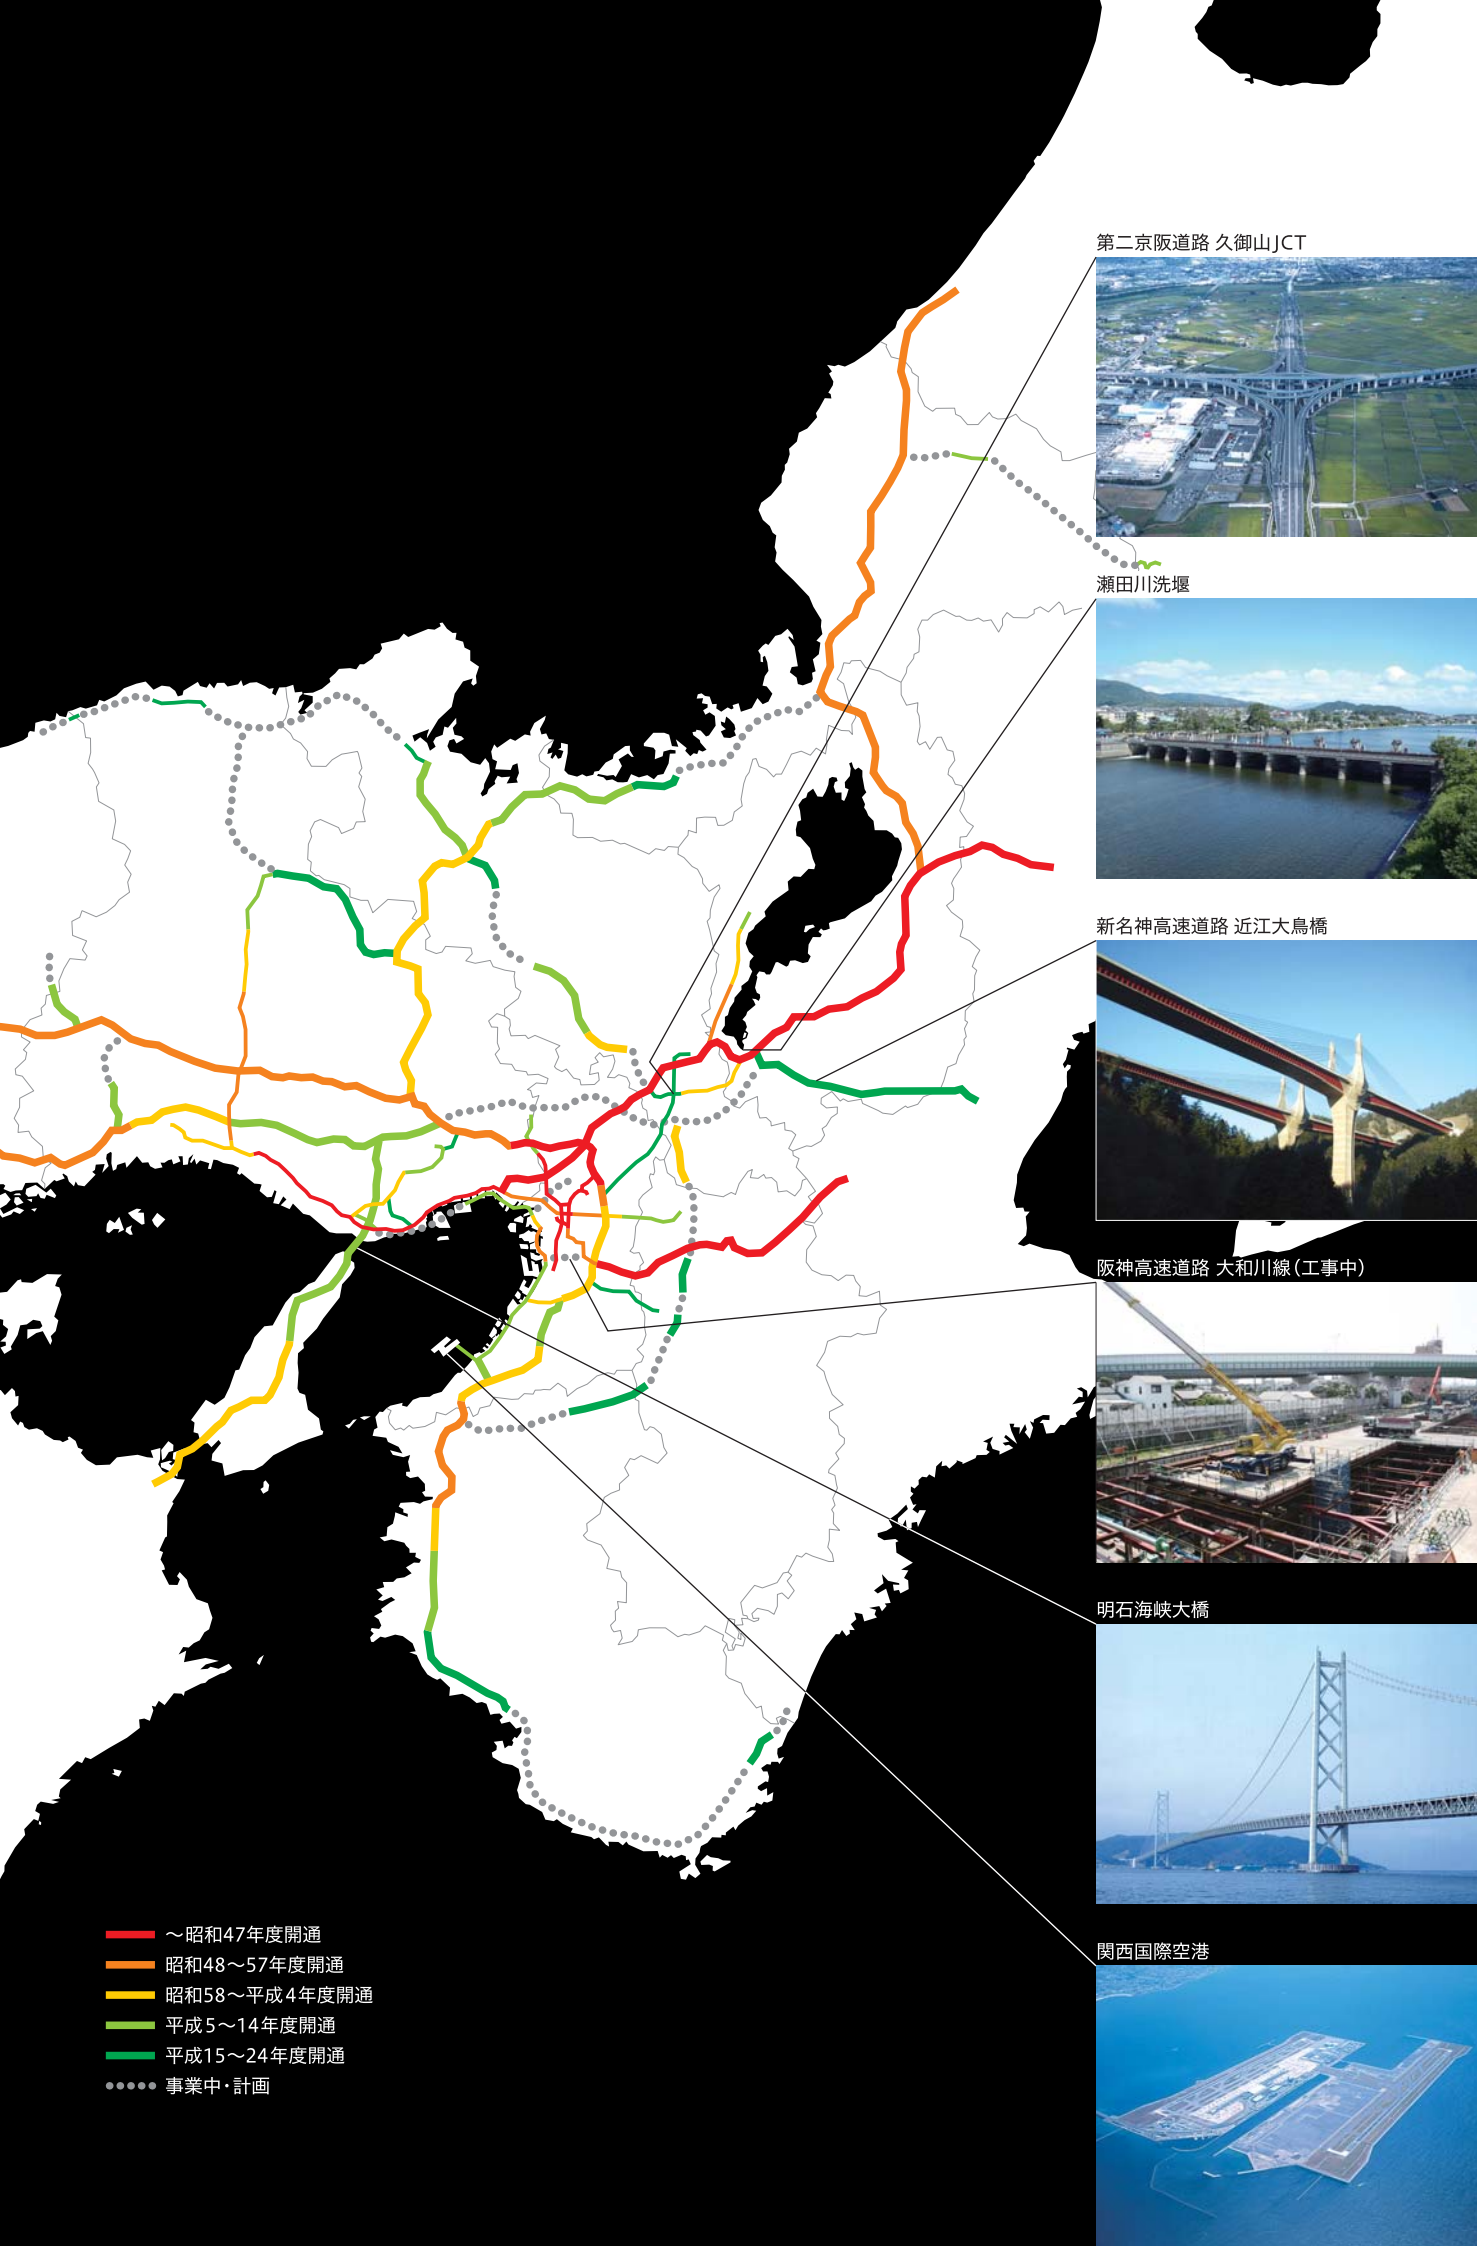 第二京阪道路 久御山JCT
瀬田川洗堰
新名神高速道路 近江大鳥橋
阪神高速道路 大和川線（工事中）
明石海峡大橋
関西国際空港
～昭和47年度開通
昭和48～57年度開通
昭和58～平成4年度開通
平成5～14年度開通
平成15～24年度開通
事業中・計画